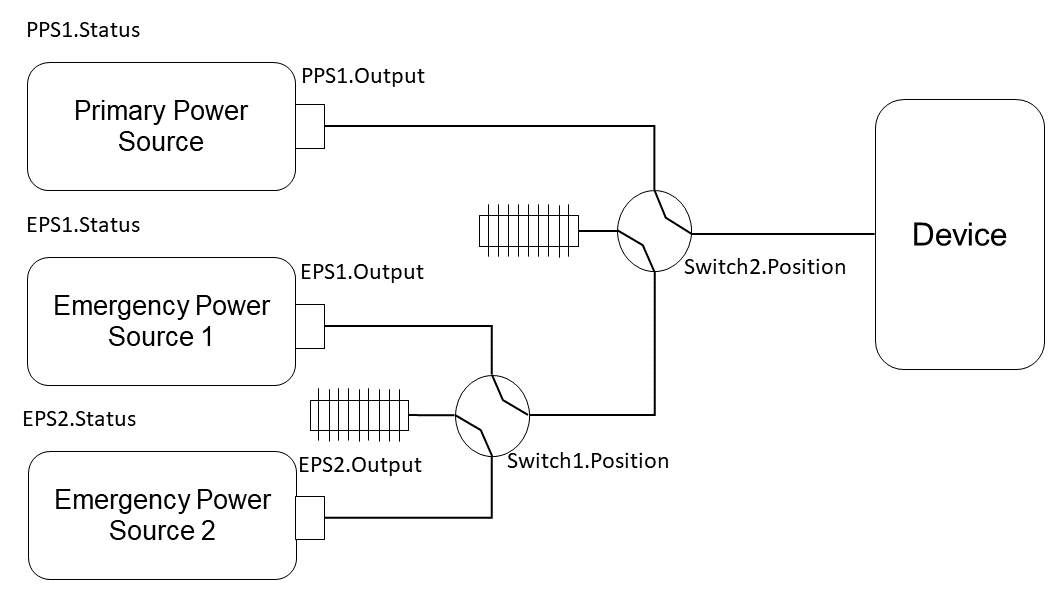 PPS1.Status
PPS1.Output
Primary Power
Source
EPS1.Status
EPS1.Output
Emergency Power
Source 1
EPS2.Status
EPS2.Output
Emergency Power
Source 2
Switch1.Position
Switch2.Position
Device